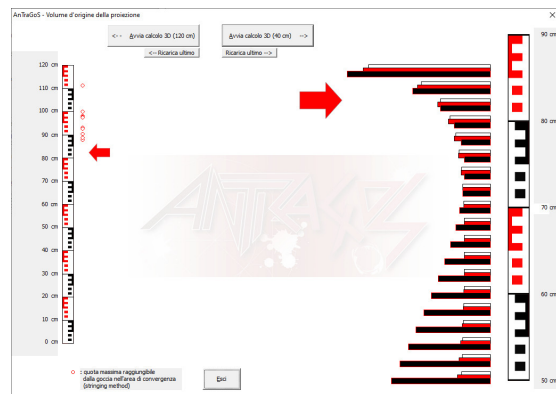 AnTraGoS - Volume d'origine della proiezione
<-- Avvia calcolo 3D (120 cm)
Avvia calcolo 3D (40 cm) -->
<-- Ricarica ultimo
Ricarica ultimo -->
120 cm
110 cm
100 cm
90 cm
80 cm
70 cm
60 cm
50 cm
40 cm
30 cm
20 cm
10 cm
0 cm
90 cm
80 cm
70 cm
60 cm
50 cm
ANTRAGOS
: quota massima raggiungibile
dalla goccia nell'area di convergenza
(stringing method)
Esci